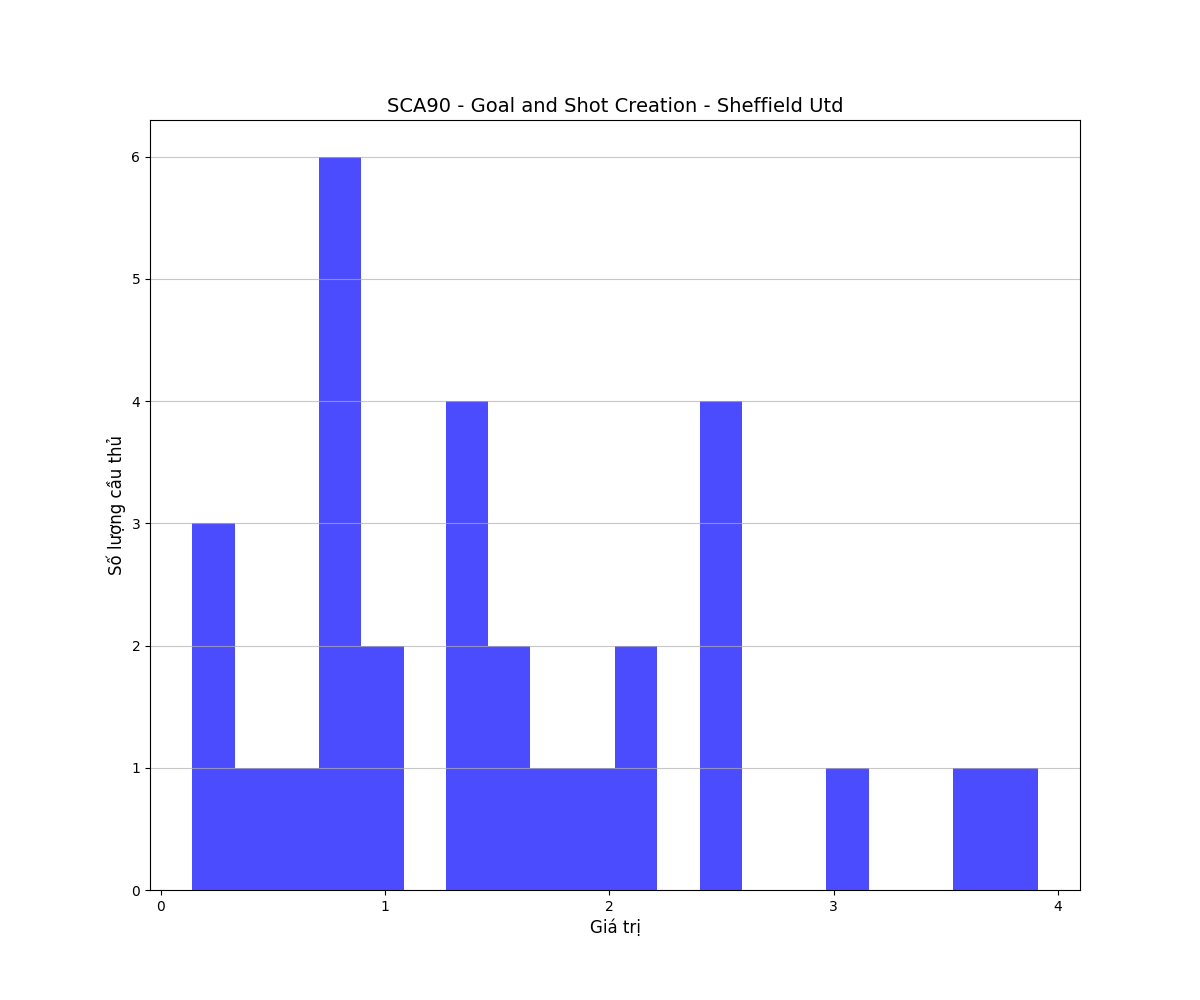 SCA90 - Goal and Shot Creation - Sheffield Utd
Số lượng cầu thủ
6
5
4
3
2
1
0
0 1 2 3 4
Giá trị